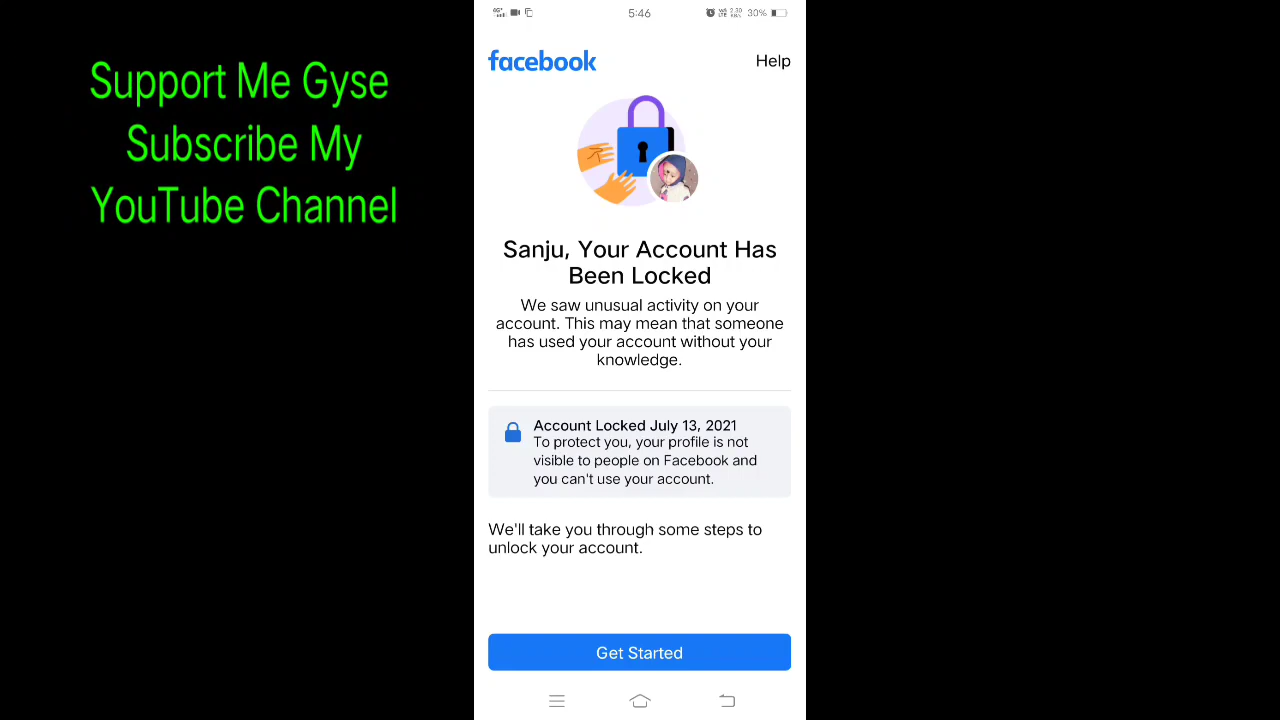 Support Me Gyse
Subscribe My
YouTube Channel
4G+ 5:46 30%
facebook Help
Sanju, Your Account Has
Been Locked
We saw unusual activity on your
account. This may mean that someone
has used your account without your
knowledge.
Account Locked July 13, 2021
To protect you, your profile is not
visible to people on Facebook and
you can't use your account.
We'll take you through some steps to
unlock your account.
Get Started